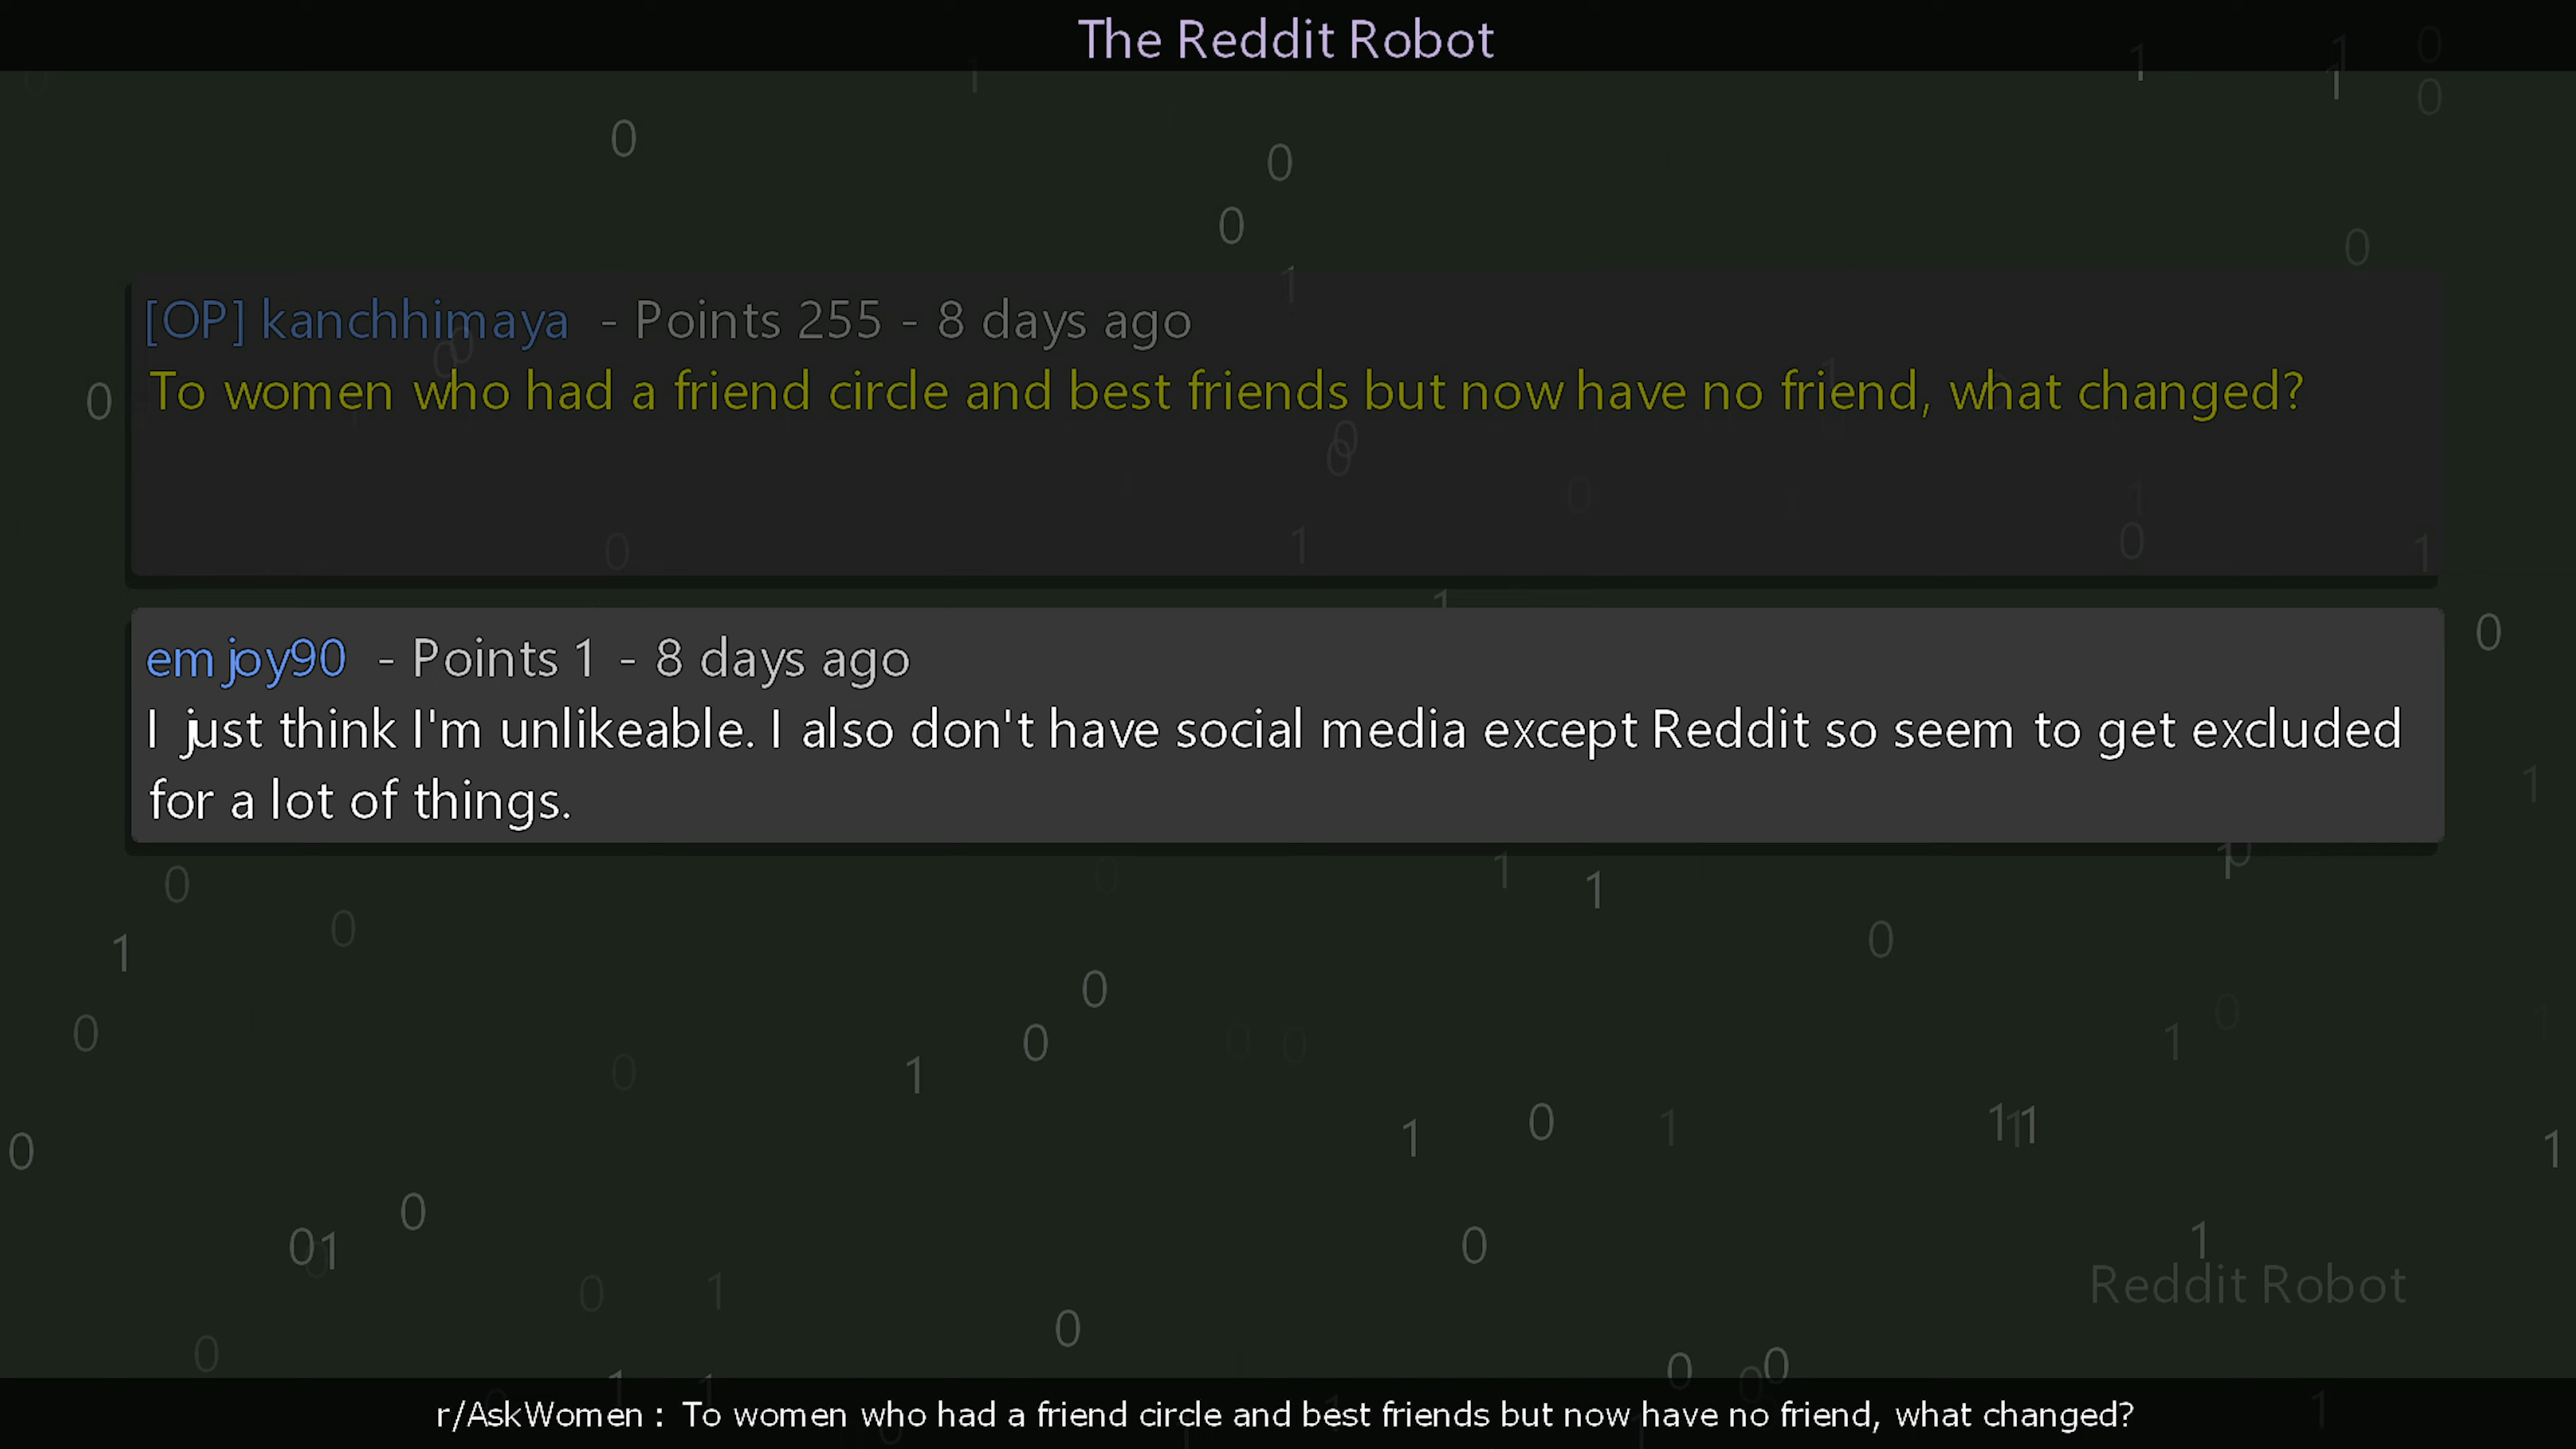 The Reddit Robot
[OP] kanchhimaya - Points 255 - 8 days ago
To women who had a friend circle and best friends but now have no friend, what changed?
emjoy90 - Points 1 - 8 days ago
I just think I'm unlikeable. I also don't have social media except Reddit so seem to get excluded
for a lot of things.
Reddit Robot
r/AskWomen : To women who had a friend circle and best friends but now have no friend, what changed?